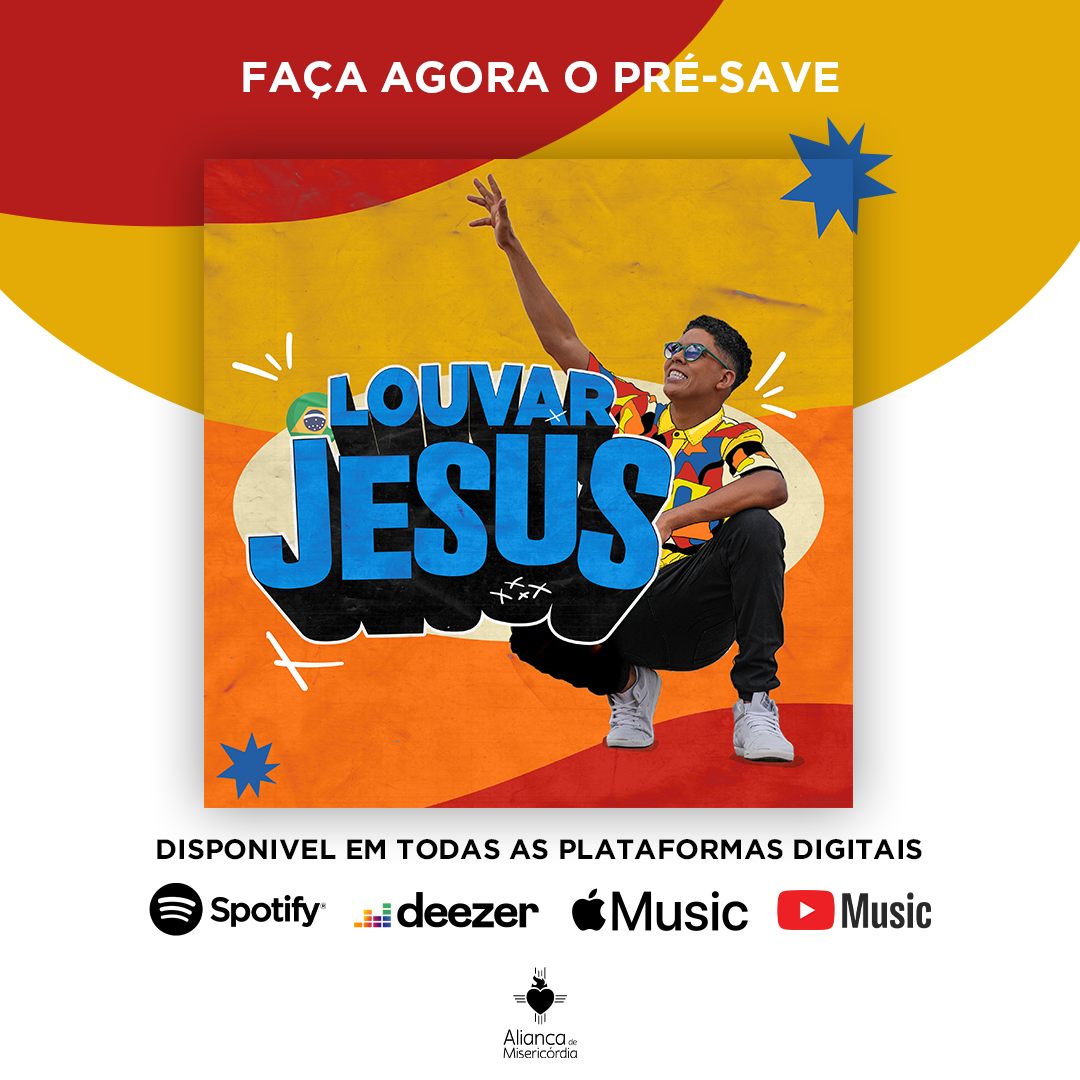 FAÇA AGORA O PRÉ-SAVE
LOUVAR
JESUS
DISPONIVEL EM TODAS AS PLATAFORMAS DIGITAIS
Spotify®
deezer
Music
Music
Aliança de
Misericórdia